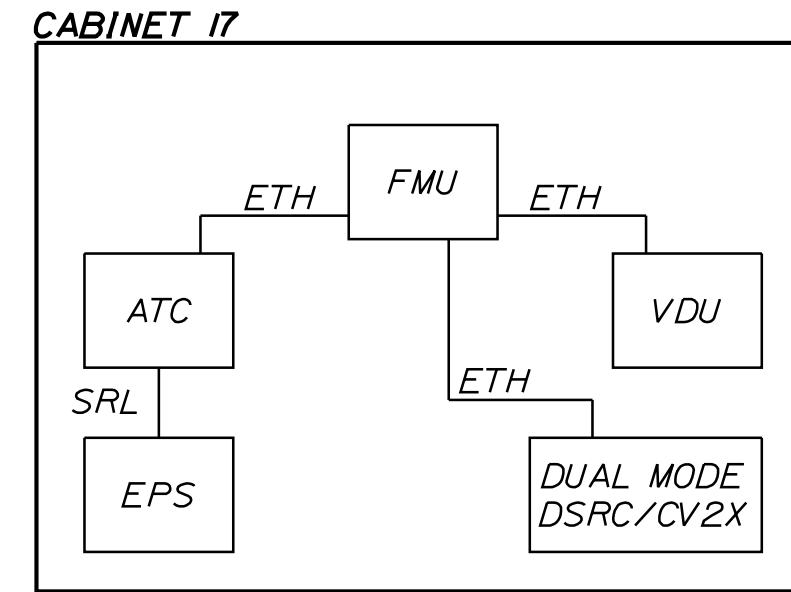 CABINET 17
FMU
ETH
ETH
ATC
VDU
ETH
SRL
EPS
DUAL MODE
DSRC/CV2X